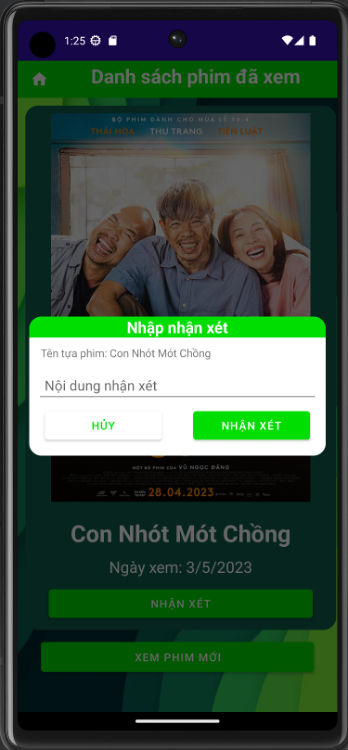 1:25
Danh sách phim đã xem
BỘ PHIM DÀNH CHO MÙA LỄ 30.4
THÁI HÒA THU TRANG TIẾN LUẬT
Nhập nhận xét
Tên tựa phim: Con Nhót Mót Chồng
Nội dung nhận xét
HỦY NHẬN XÉT
MỘT BỘ PHIM CỦA VŨ NGỌC ĐÃNG
28.04.2023
Con Nhót Mót Chồng
Ngày xem: 3/5/2023
NHẬN XÉT
XEM PHIM MỚI